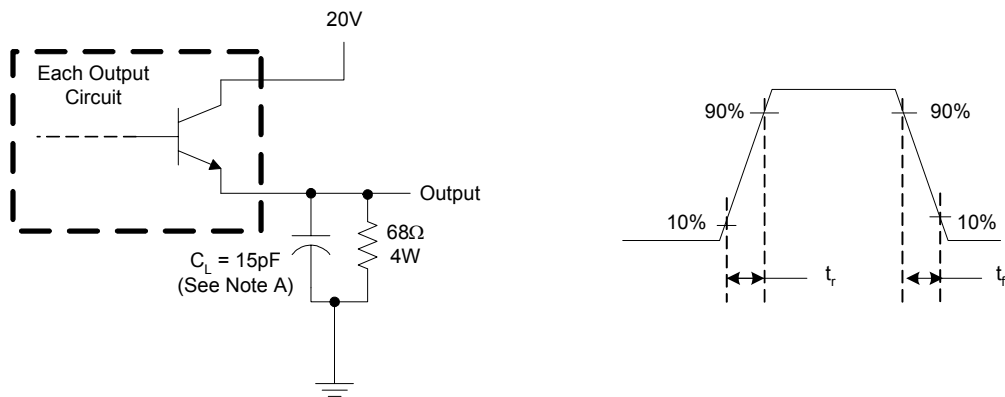 20V
Each Output
Circuit
Output
68Ω
4W
C_L = 15pF
(See Note A)
90%
90%
10%
10%
t_r
t_f